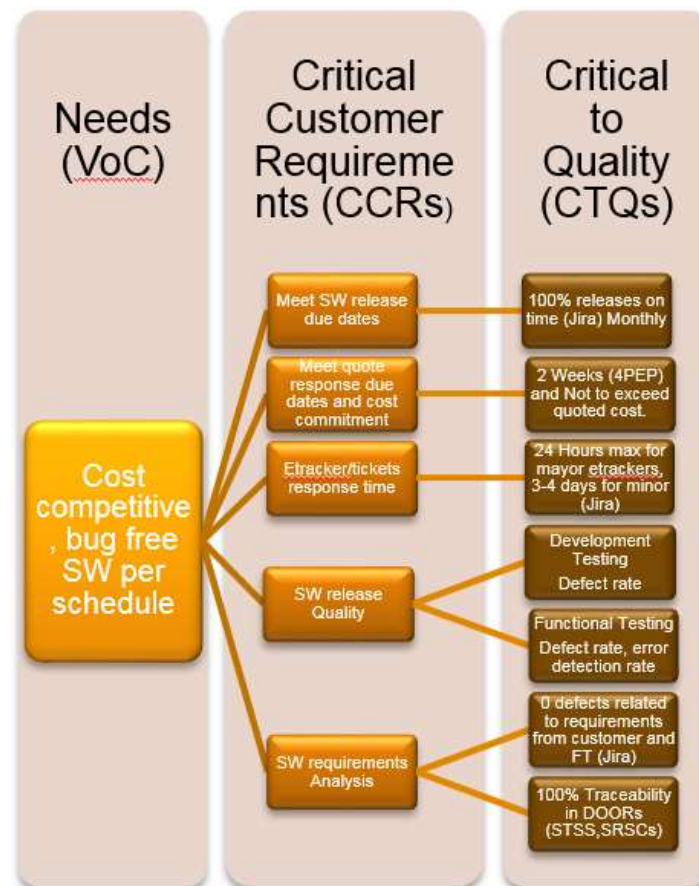 Needs
(VoC)
Critical
Customer
Requireme
nts (CCRs)
Critical
to
Quality
(CTQs)
Cost
competitive
, bug free
SW per
schedule
Meet SW release
due dates
Meet quote
response due
dates and cost
commitment
Etracker/tickets
response time
SW release
Quality
SW requirements
Analysis
100% releases on
time (Jira) Monthly
2 Weeks (4PEP)
and Not to exceed
quoted cost.
24 Hours max for
mayor etrackers,
3-4 days for minor
(Jira)
Development
Testing
Defect rate
Functional Testing
Defect rate, error
detection rate
0 defects related
to requirements
from customer and
FT (Jira)
100% Traceability
in DOORs
(STSS,SRSCs)